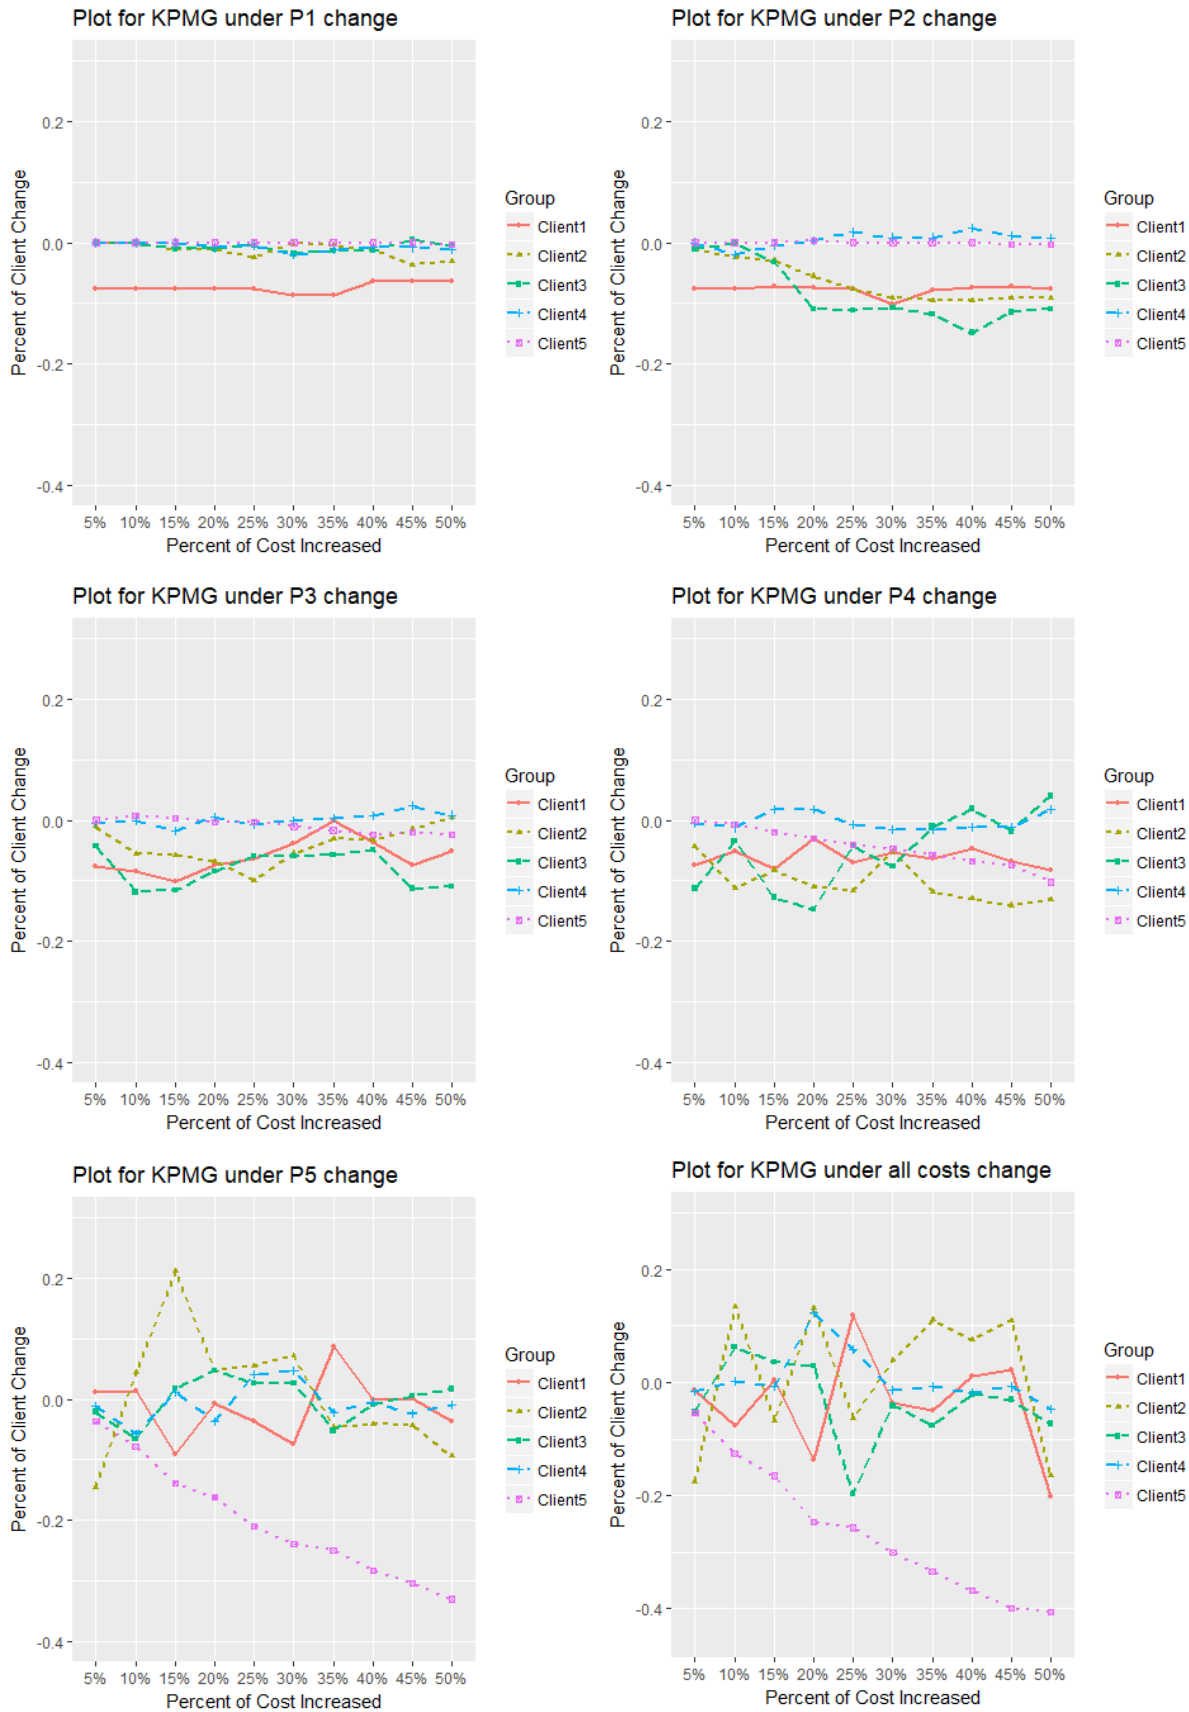 Plot for KPMG under P1 change
0.2
0.0
-0.2
-0.4
Percent of Client Change
5% 10% 15% 20% 25% 30% 35% 40% 45% 50%
Percent of Cost Increased
Group
Client1
Client2
Client3
Client4
Client5
Plot for KPMG under P2 change
0.2
0.0
-0.2
-0.4
Percent of Client Change
5% 10% 15% 20% 25% 30% 35% 40% 45% 50%
Percent of Cost Increased
Group
Client1
Client2
Client3
Client4
Client5
Plot for KPMG under P3 change
0.2
0.0
-0.2
-0.4
Percent of Client Change
5% 10% 15% 20% 25% 30% 35% 40% 45% 50%
Percent of Cost Increased
Group
Client1
Client2
Client3
Client4
Client5
Plot for KPMG under P4 change
0.2
0.0
-0.2
-0.4
Percent of Client Change
5% 10% 15% 20% 25% 30% 35% 40% 45% 50%
Percent of Cost Increased
Group
Client1
Client2
Client3
Client4
Client5
Plot for KPMG under P5 change
0.2
0.0
-0.2
-0.4
Percent of Client Change
5% 10% 15% 20% 25% 30% 35% 40% 45% 50%
Percent of Cost Increased
Group
Client1
Client2
Client3
Client4
Client5
Plot for KPMG under all costs change
0.2
0.0
-0.2
-0.4
Percent of Client Change
5% 10% 15% 20% 25% 30% 35% 40% 45% 50%
Percent of Cost Increased
Group
Client1
Client2
Client3
Client4
Client5